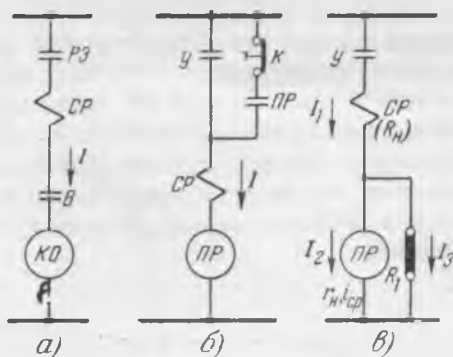 РЗ
СР
I
В
КО
а)
У
К
ПР
СР
I
ПР
б)
У
I₁
СР
(Rн)
I₂
ПР
R₁
I₃
rн, iср
в)